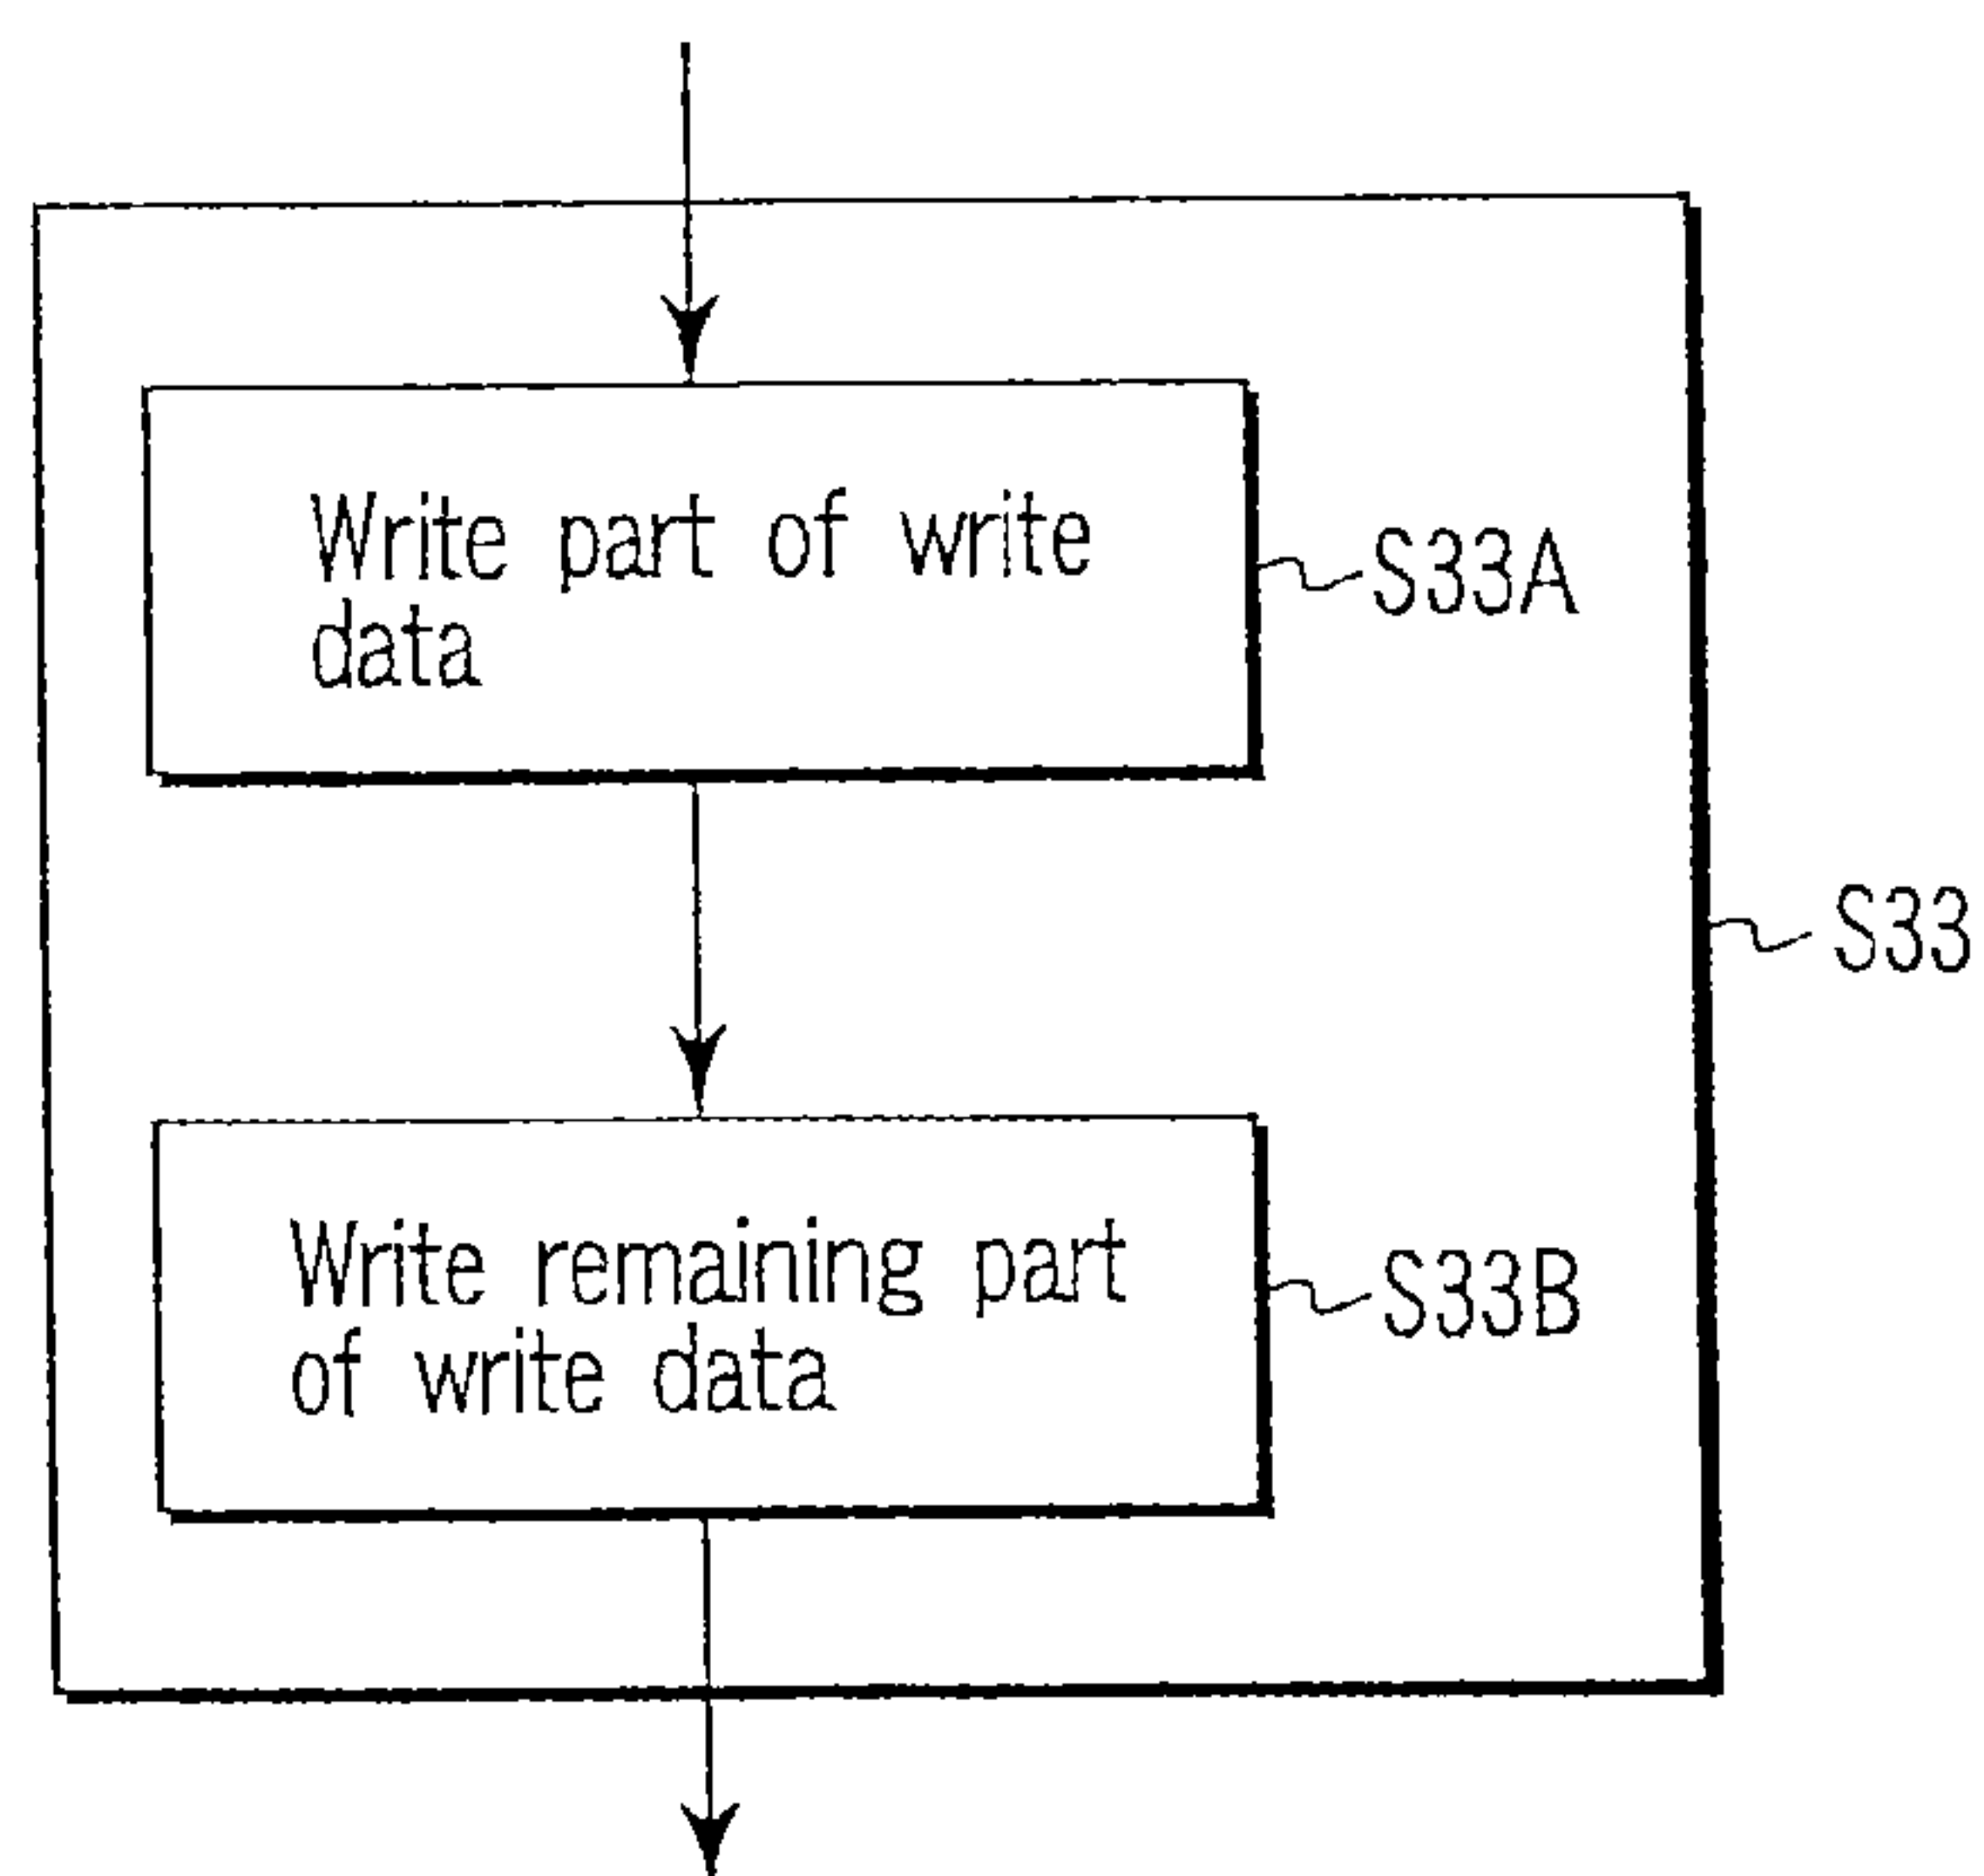 Write part of write
data
S33A
S33
Write remaining part
of write data
S33B